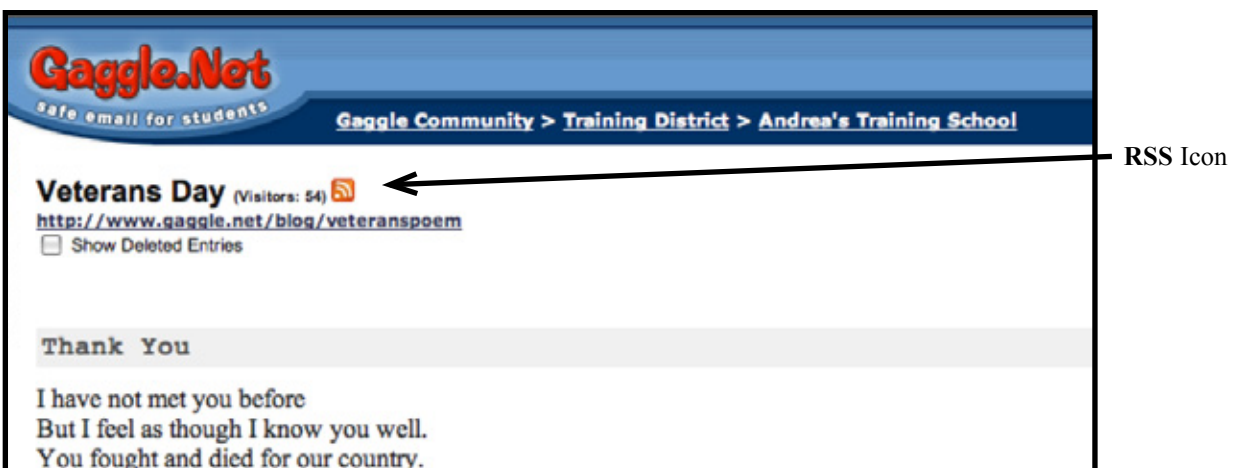 Gaggle.Net
safe email for students
Gaggle Community > Training District > Andrea's Training School
RSS Icon
Veterans Day (Visitors: 54)
http://www.gaggle.net/blog/veteranspoem
Show Deleted Entries
Thank You
I have not met you before
But I feel as though I know you well.
You fought and died for our country.